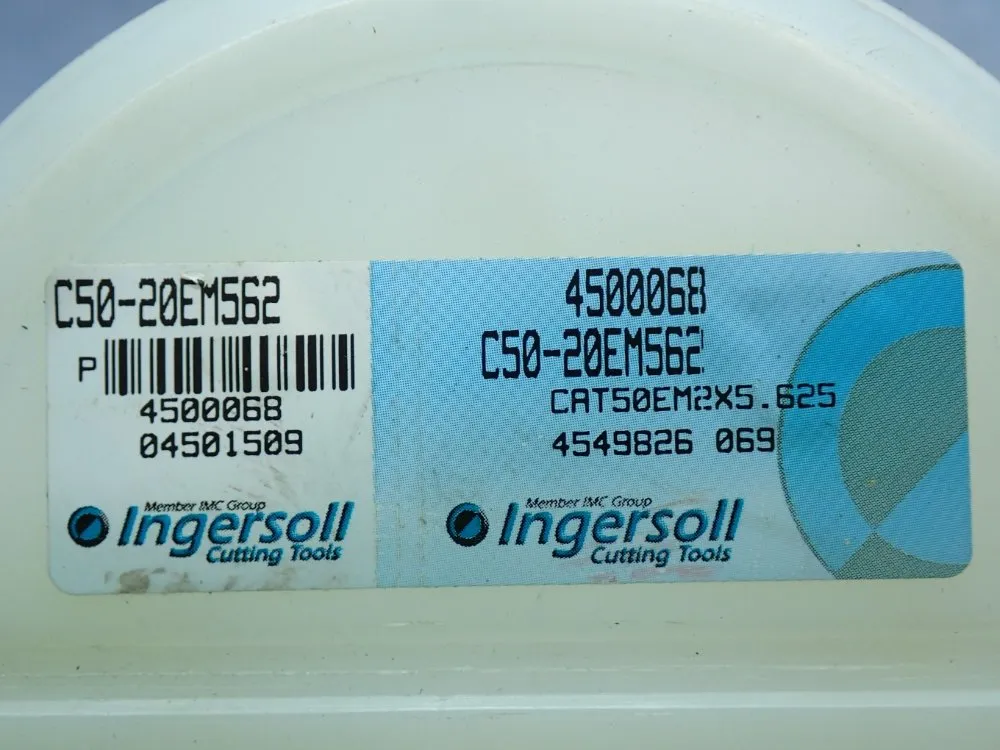 C50-20EM562
P
4500068
04501509
Member IMC Group
Ingersoll
Cutting Tools
4500068
C50-20EM562
CAT50EM2X5.625
4549826 069
Member IMC Group
Ingersoll
Cutting Tools